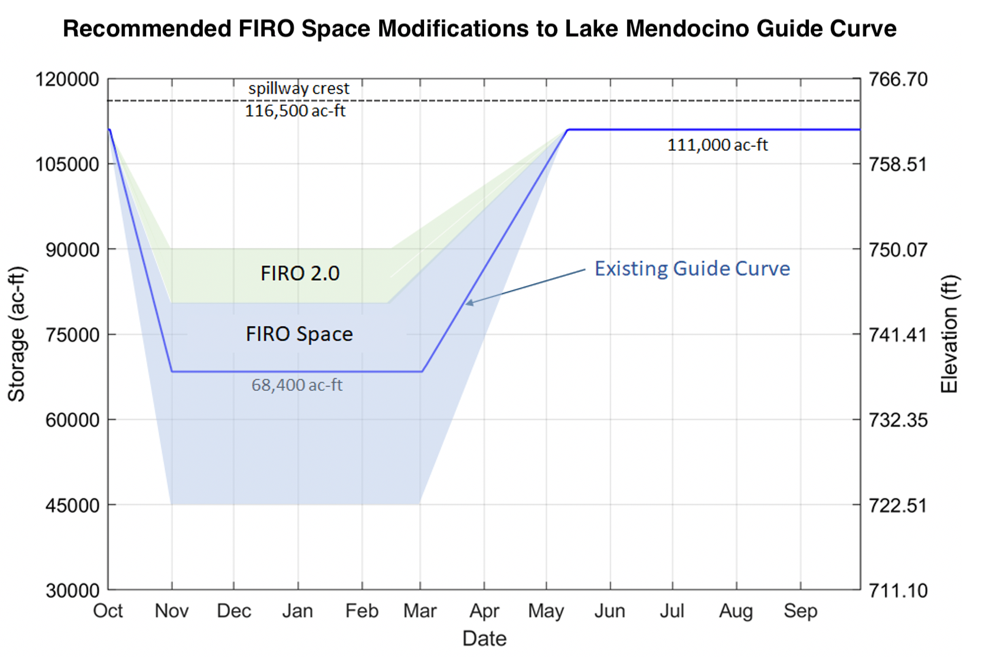 Recommended FIRO Space Modifications to Lake Mendocino Guide Curve
120000
766.70
spillway crest
116,500 ac-ft
111,000 ac-ft
105000
758.51
90000
750.07
FIRO 2.0
Existing Guide Curve
Storage (ac-ft)
Elevation (ft)
75000
FIRO Space
741.41
68,400 ac-ft
60000
732.35
45000
722.51
30000
711.10
Oct Nov Dec Jan Feb Mar Apr May Jun Jul Aug Sep
Date